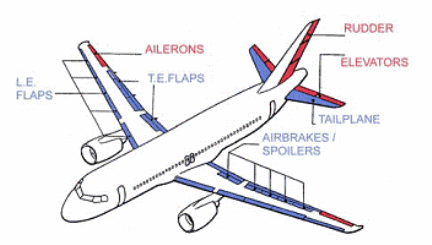 RUDDER
AILERONS
ELEVATORS
L.E.
FLAPS
T.E.FLAPS
TAILPLANE
AIRBRAKES /
SPOILERS